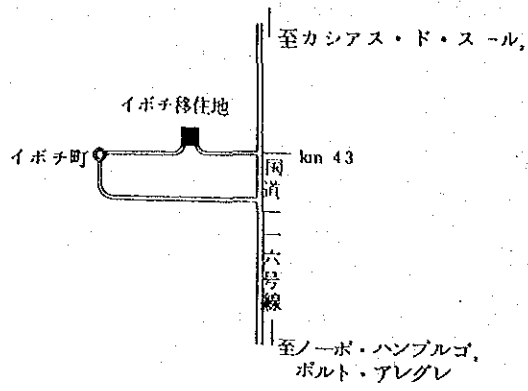 至カシアス・ド・スール,
イボチ移住地
イボチ町
km 43
国道一一六号線
至ノーボ・ハンブルゴ,
ポルト・アレグレ